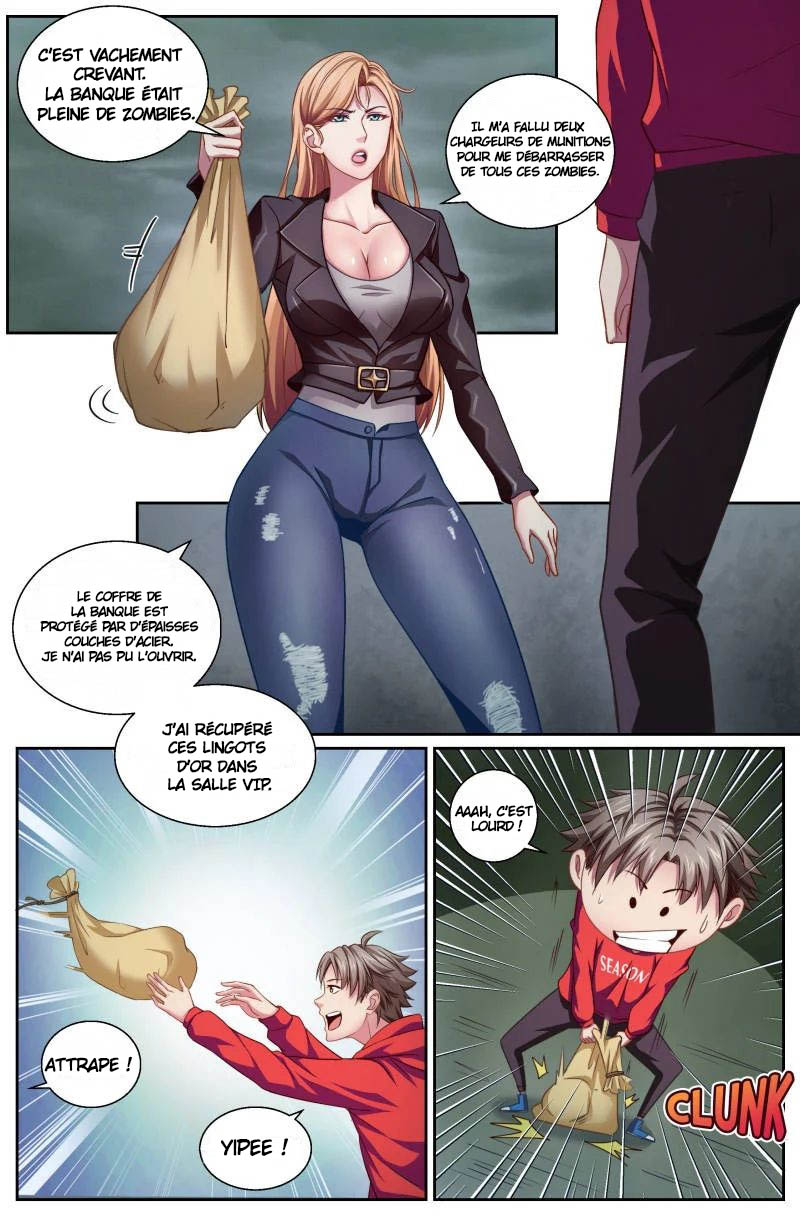 C'EST VACHEMENT
CREVANT.
LA BANQUE ÉTAIT
PLEINE DE ZOMBIES.
IL M'A FALLU DEUX
CHARGEURS DE MUNITIONS
POUR ME DÉBARRASSER
DE TOUS CES ZOMBIES.
LE COFFRE DE
LA BANQUE EST
PROTÉGÉ PAR D'ÉPAISSES
COUCHES D'ACIER.
JE N'AI PAS PU L'OUVRIR.
J'AI RÉCUPÉRÉ
CES LINGOTS
D'OR DANS
LA SALLE VIP.
ATTRAPE !
YIPEE !
AAAH, C'EST
LOURD !
SEASON
CLUNK